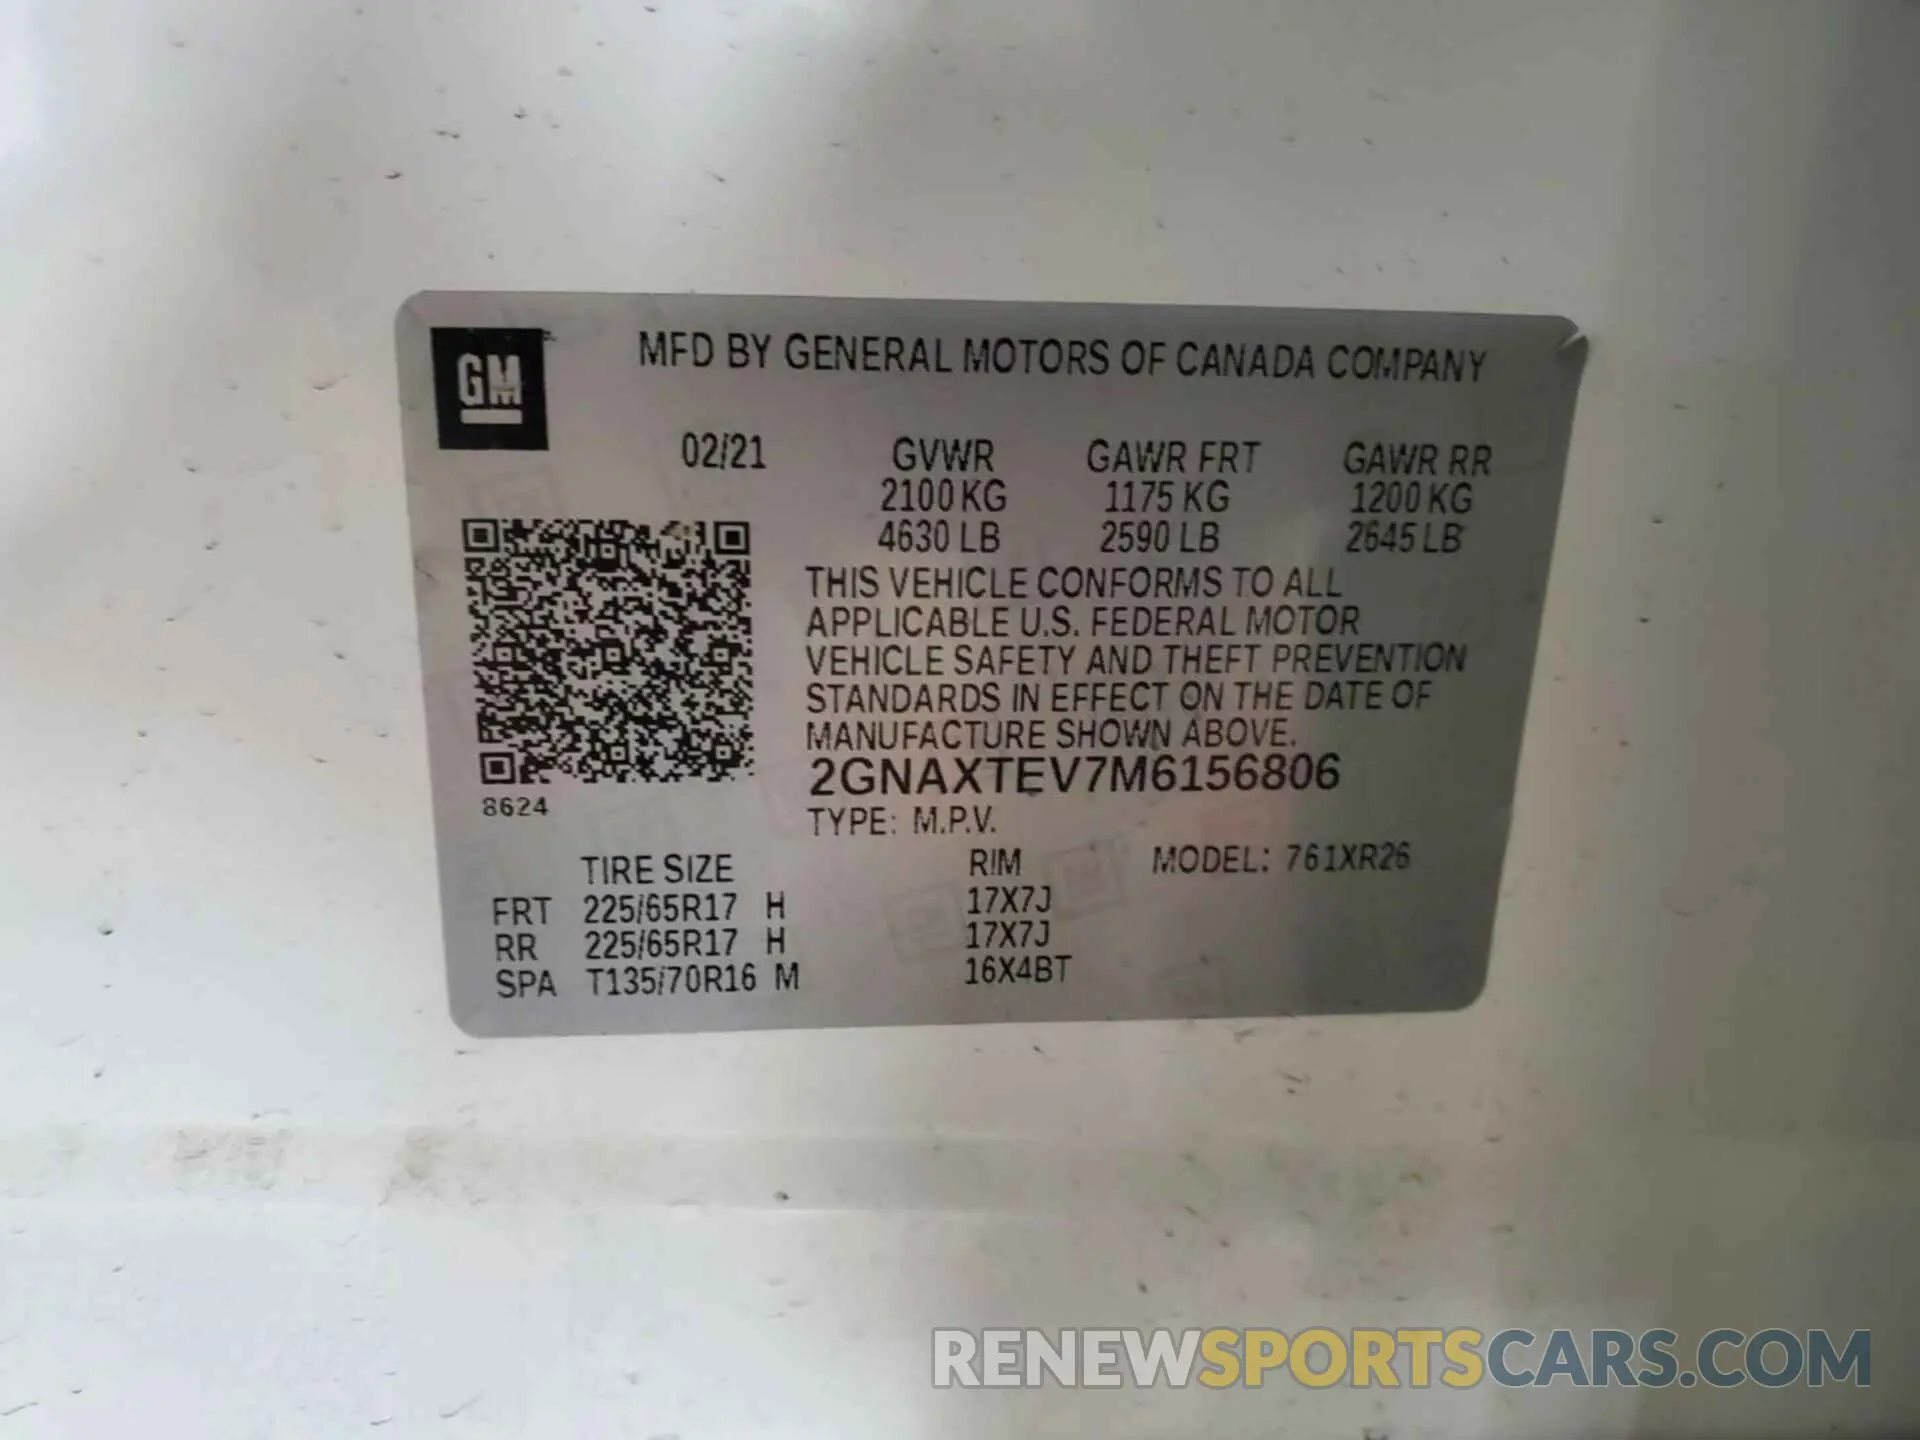 GM
MFD BY GENERAL MOTORS OF CANADA COMPANY
02/21 GVWR GAWR FRT GAWR RR
2100 KG 1175 KG 1200 KG
4630 LB 2590 LB 2645 LB
THIS VEHICLE CONFORMS TO ALL
APPLICABLE U.S. FEDERAL MOTOR
VEHICLE SAFETY AND THEFT PREVENTION
STANDARDS IN EFFECT ON THE DATE OF
MANUFACTURE SHOWN ABOVE.
2GNAXTEV7M6156806
8624
TYPE: M.P.V.
TIRE SIZE RIM MODEL: 761XR26
FRT 225/65R17 H 17X7J
RR 225/65R17 H 17X7J
SPA T135/70R16 M 16X4BT
RENEWSPORTSCARS.COM